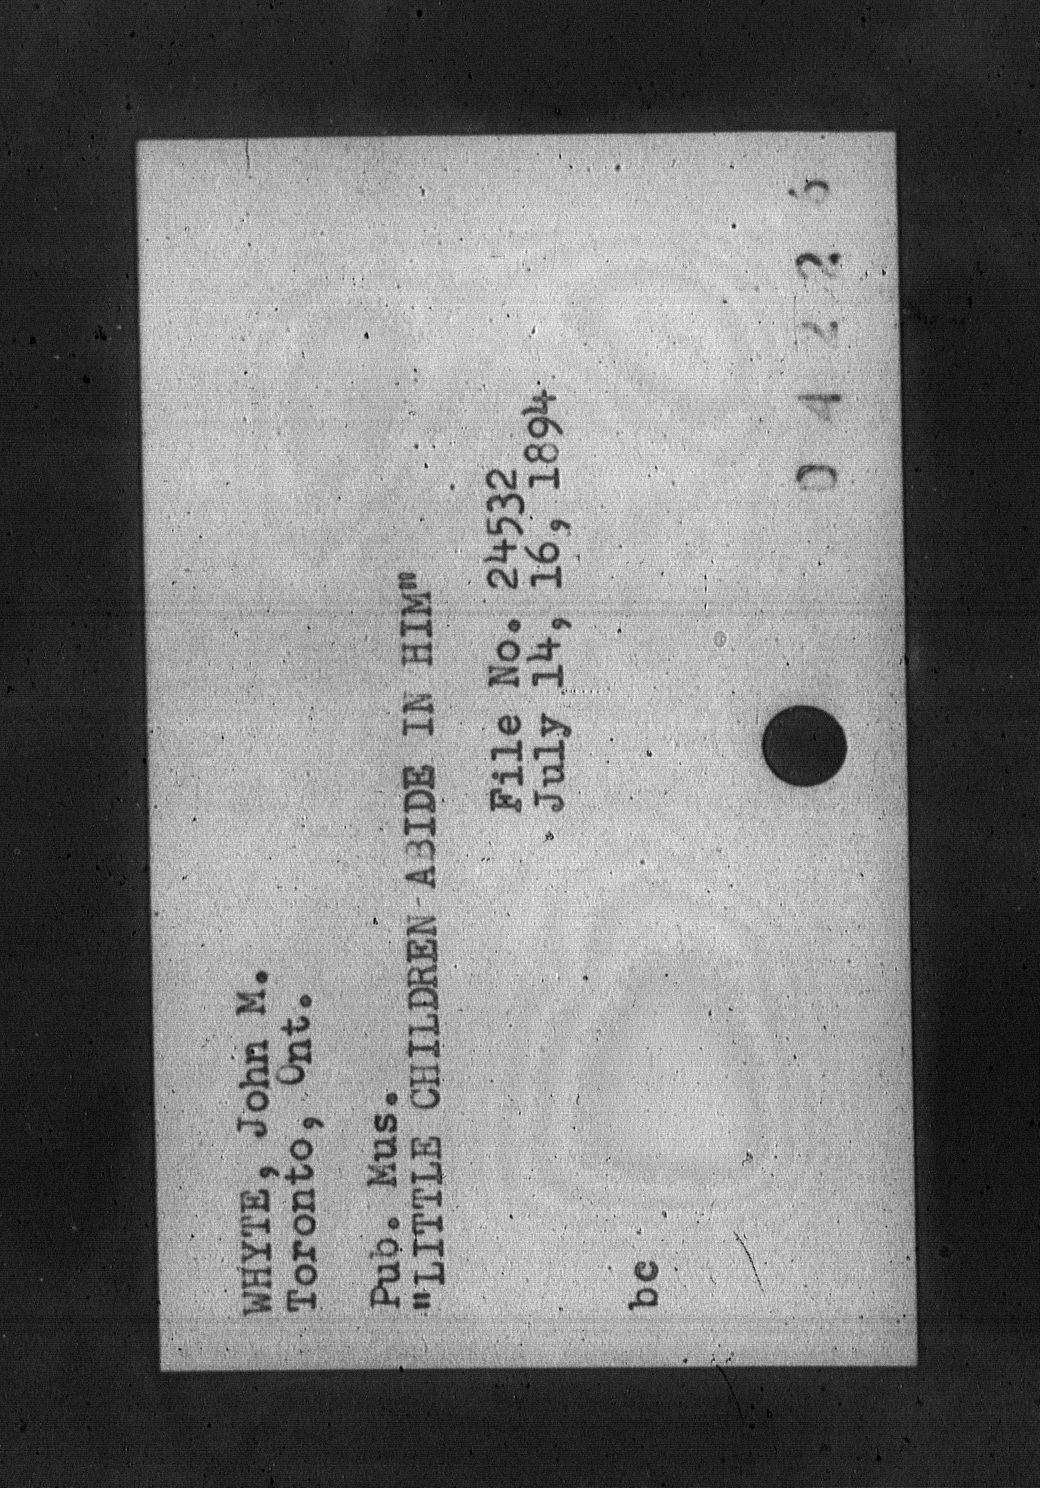 WHYTE, John M.
Toronto, Ont.
Pub. Mus.
"LITTLE CHILDREN ABIDE IN HIM"
File No. 24532
July 14, 16, 1894
bc
04226